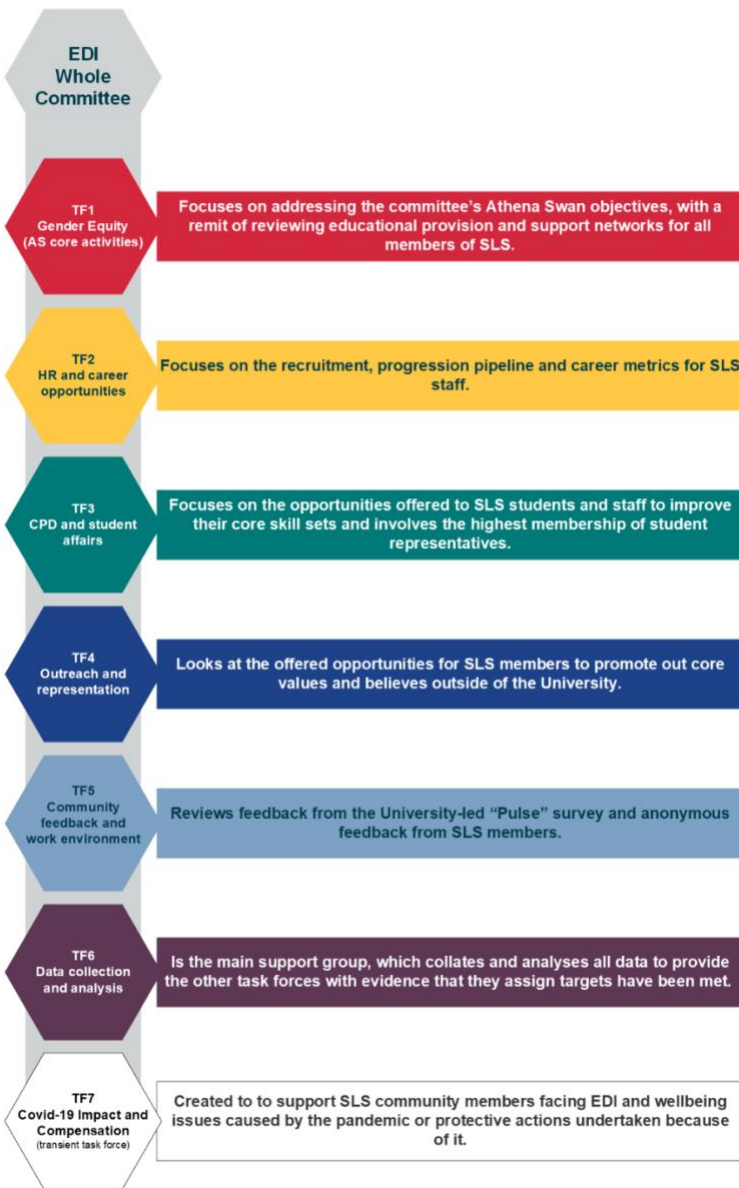 EDI
Whole
Committee
TF1
Gender Equity
(AS core activities)
Focuses on addressing the committee's Athena Swan objectives, with a
remit of reviewing educational provision and support networks for all
members of SLS.
TF2
HR and career
opportunities
Focuses on the recruitment, progression pipeline and career metrics for SLS
staff.
TF3
CPD and student
affairs
Focuses on the opportunities offered to SLS students and staff to improve
their core skill sets and involves the highest membership of student
representatives.
TF4
Outreach and
representation
Looks at the offered opportunities for SLS members to promote out core
values and believes outside of the University.
TF5
Community
feedback and
work environment
Reviews feedback from the University-led “Pulse” survey and anonymous
feedback from SLS members.
TF6
Data collection
and analysis
Is the main support group, which collates and analyses all data to provide
the other task forces with evidence that they assign targets have been met.
TF7
Covid-19 Impact and
Compensation
(transient task force)
Created to to support SLS community members facing EDI and wellbeing
issues caused by the pandemic or protective actions undertaken because
of it.